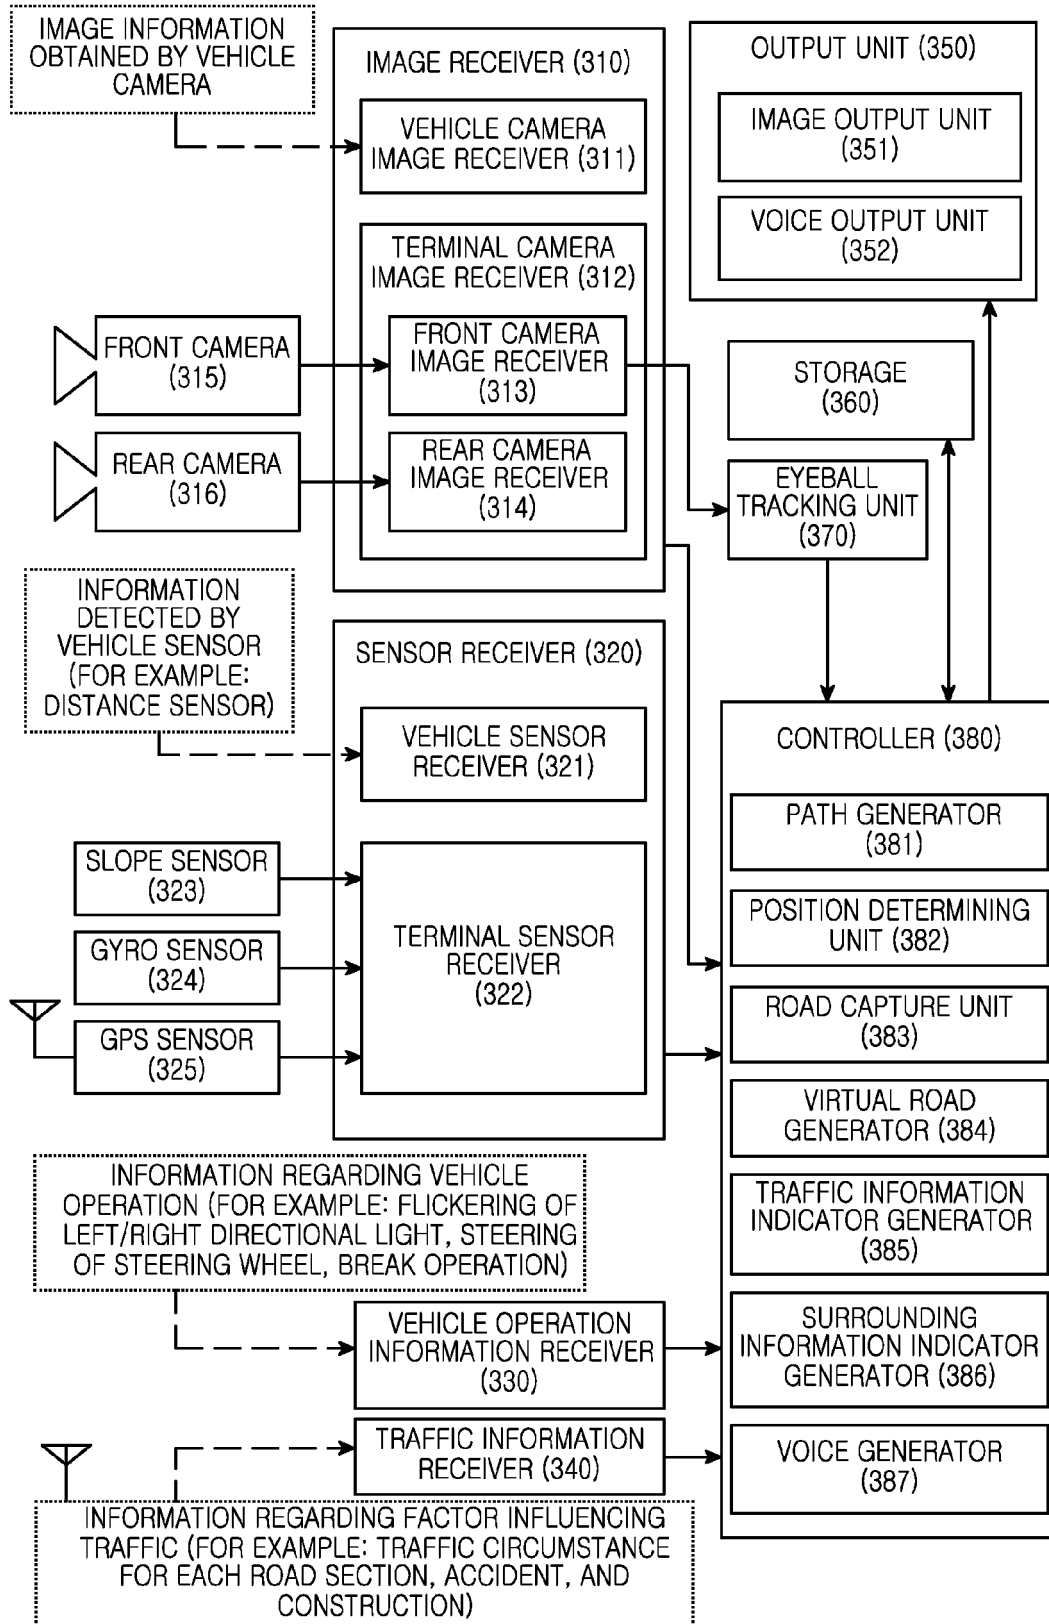 IMAGE INFORMATION
OBTAINED BY VEHICLE
CAMERA
IMAGE RECEIVER (310)
VEHICLE CAMERA
IMAGE RECEIVER (311)
TERMINAL CAMERA
IMAGE RECEIVER (312)
FRONT CAMERA
IMAGE RECEIVER
(313)
REAR CAMERA
IMAGE RECEIVER
(314)
FRONT CAMERA
(315)
REAR CAMERA
(316)
OUTPUT UNIT (350)
IMAGE OUTPUT UNIT
(351)
VOICE OUTPUT UNIT
(352)
STORAGE
(360)
EYEBALL
TRACKING UNIT
(370)
INFORMATION
DETECTED BY
VEHICLE SENSOR
(FOR EXAMPLE:
DISTANCE SENSOR)
SENSOR RECEIVER (320)
VEHICLE SENSOR
RECEIVER (321)
TERMINAL SENSOR
RECEIVER
(322)
SLOPE SENSOR
(323)
GYRO SENSOR
(324)
GPS SENSOR
(325)
CONTROLLER (380)
PATH GENERATOR
(381)
POSITION DETERMINING
UNIT (382)
ROAD CAPTURE UNIT
(383)
VIRTUAL ROAD
GENERATOR (384)
TRAFFIC INFORMATION
INDICATOR GENERATOR
(385)
SURROUNDING
INFORMATION INDICATOR
GENERATOR (386)
VOICE GENERATOR
(387)
INFORMATION REGARDING VEHICLE
OPERATION (FOR EXAMPLE: FLICKERING OF
LEFT/RIGHT DIRECTIONAL LIGHT, STEERING
OF STEERING WHEEL, BREAK OPERATION)
VEHICLE OPERATION
INFORMATION RECEIVER
(330)
TRAFFIC INFORMATION
RECEIVER (340)
INFORMATION REGARDING FACTOR INFLUENCING
TRAFFIC (FOR EXAMPLE: TRAFFIC CIRCUMSTANCE
FOR EACH ROAD SECTION, ACCIDENT, AND
CONSTRUCTION)